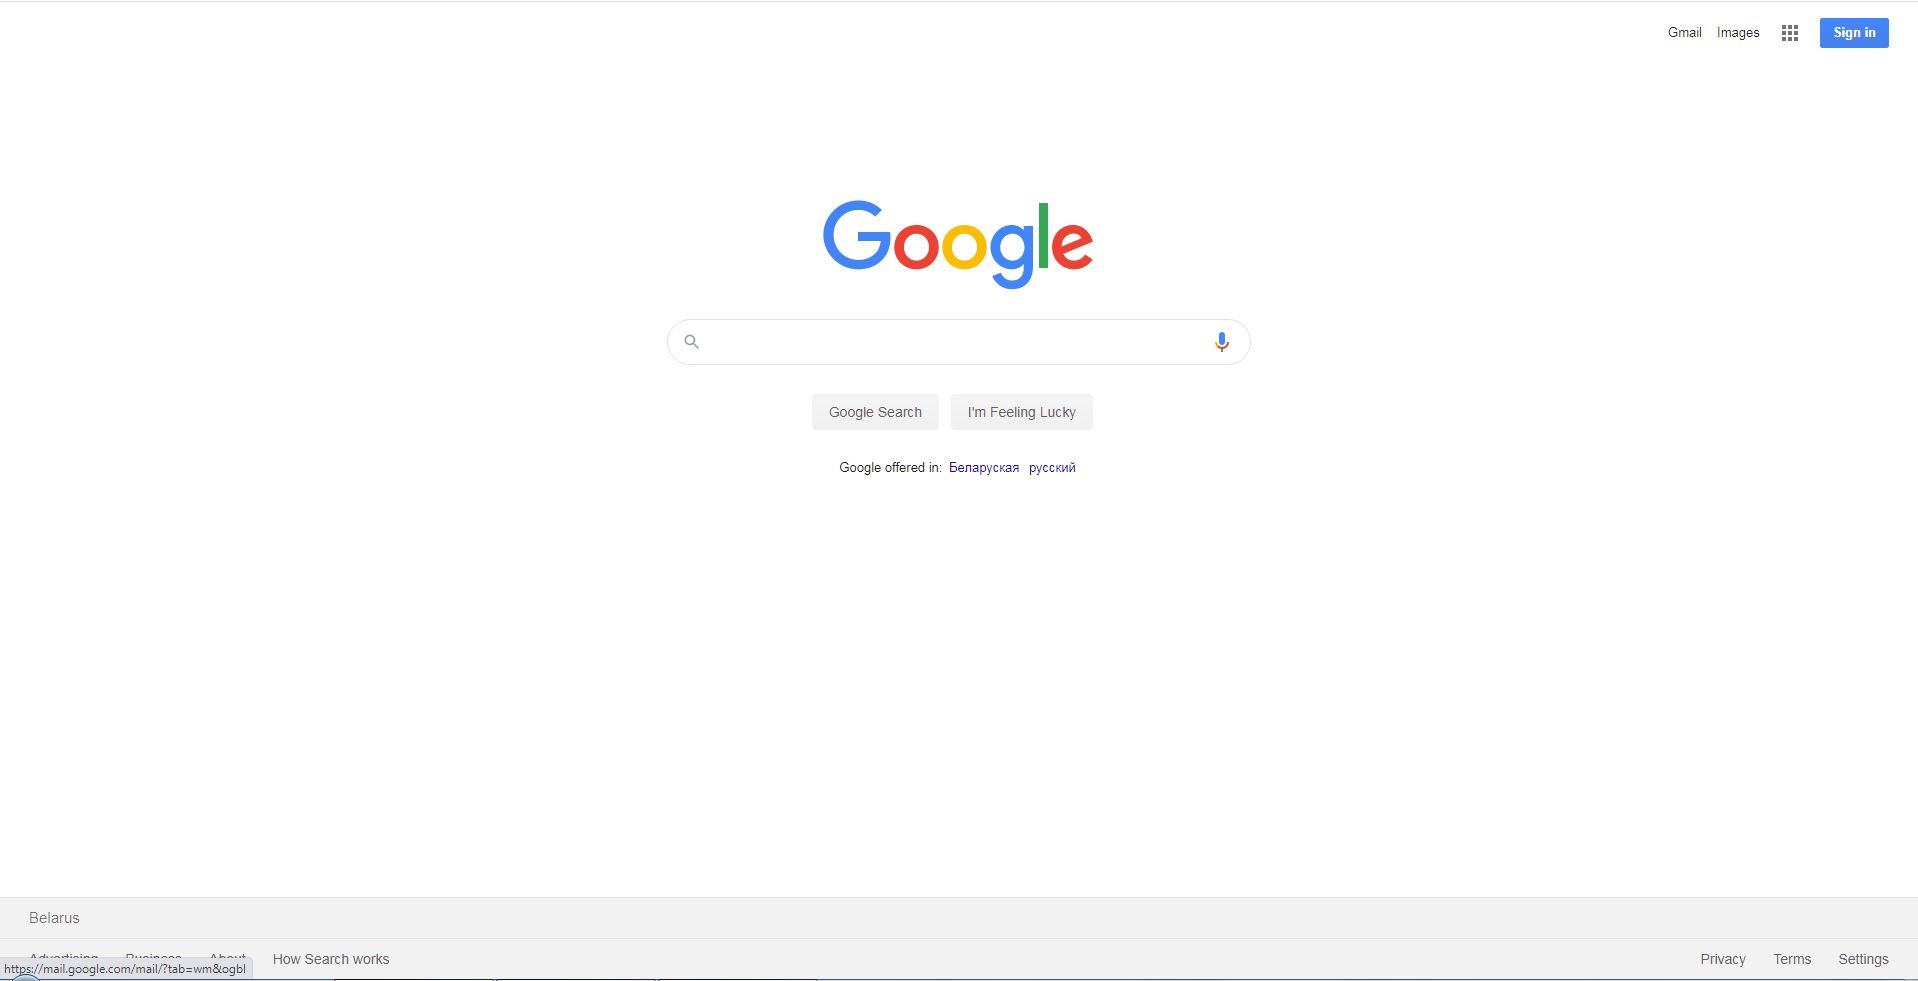 Gmail Images Sign in
Google
Google Search I'm Feeling Lucky
Google offered in: Беларуская русский
Belarus
Advertising Business About How Search works Privacy Terms Settings
https://mail.google.com/mail/?tab=wm&ogbl